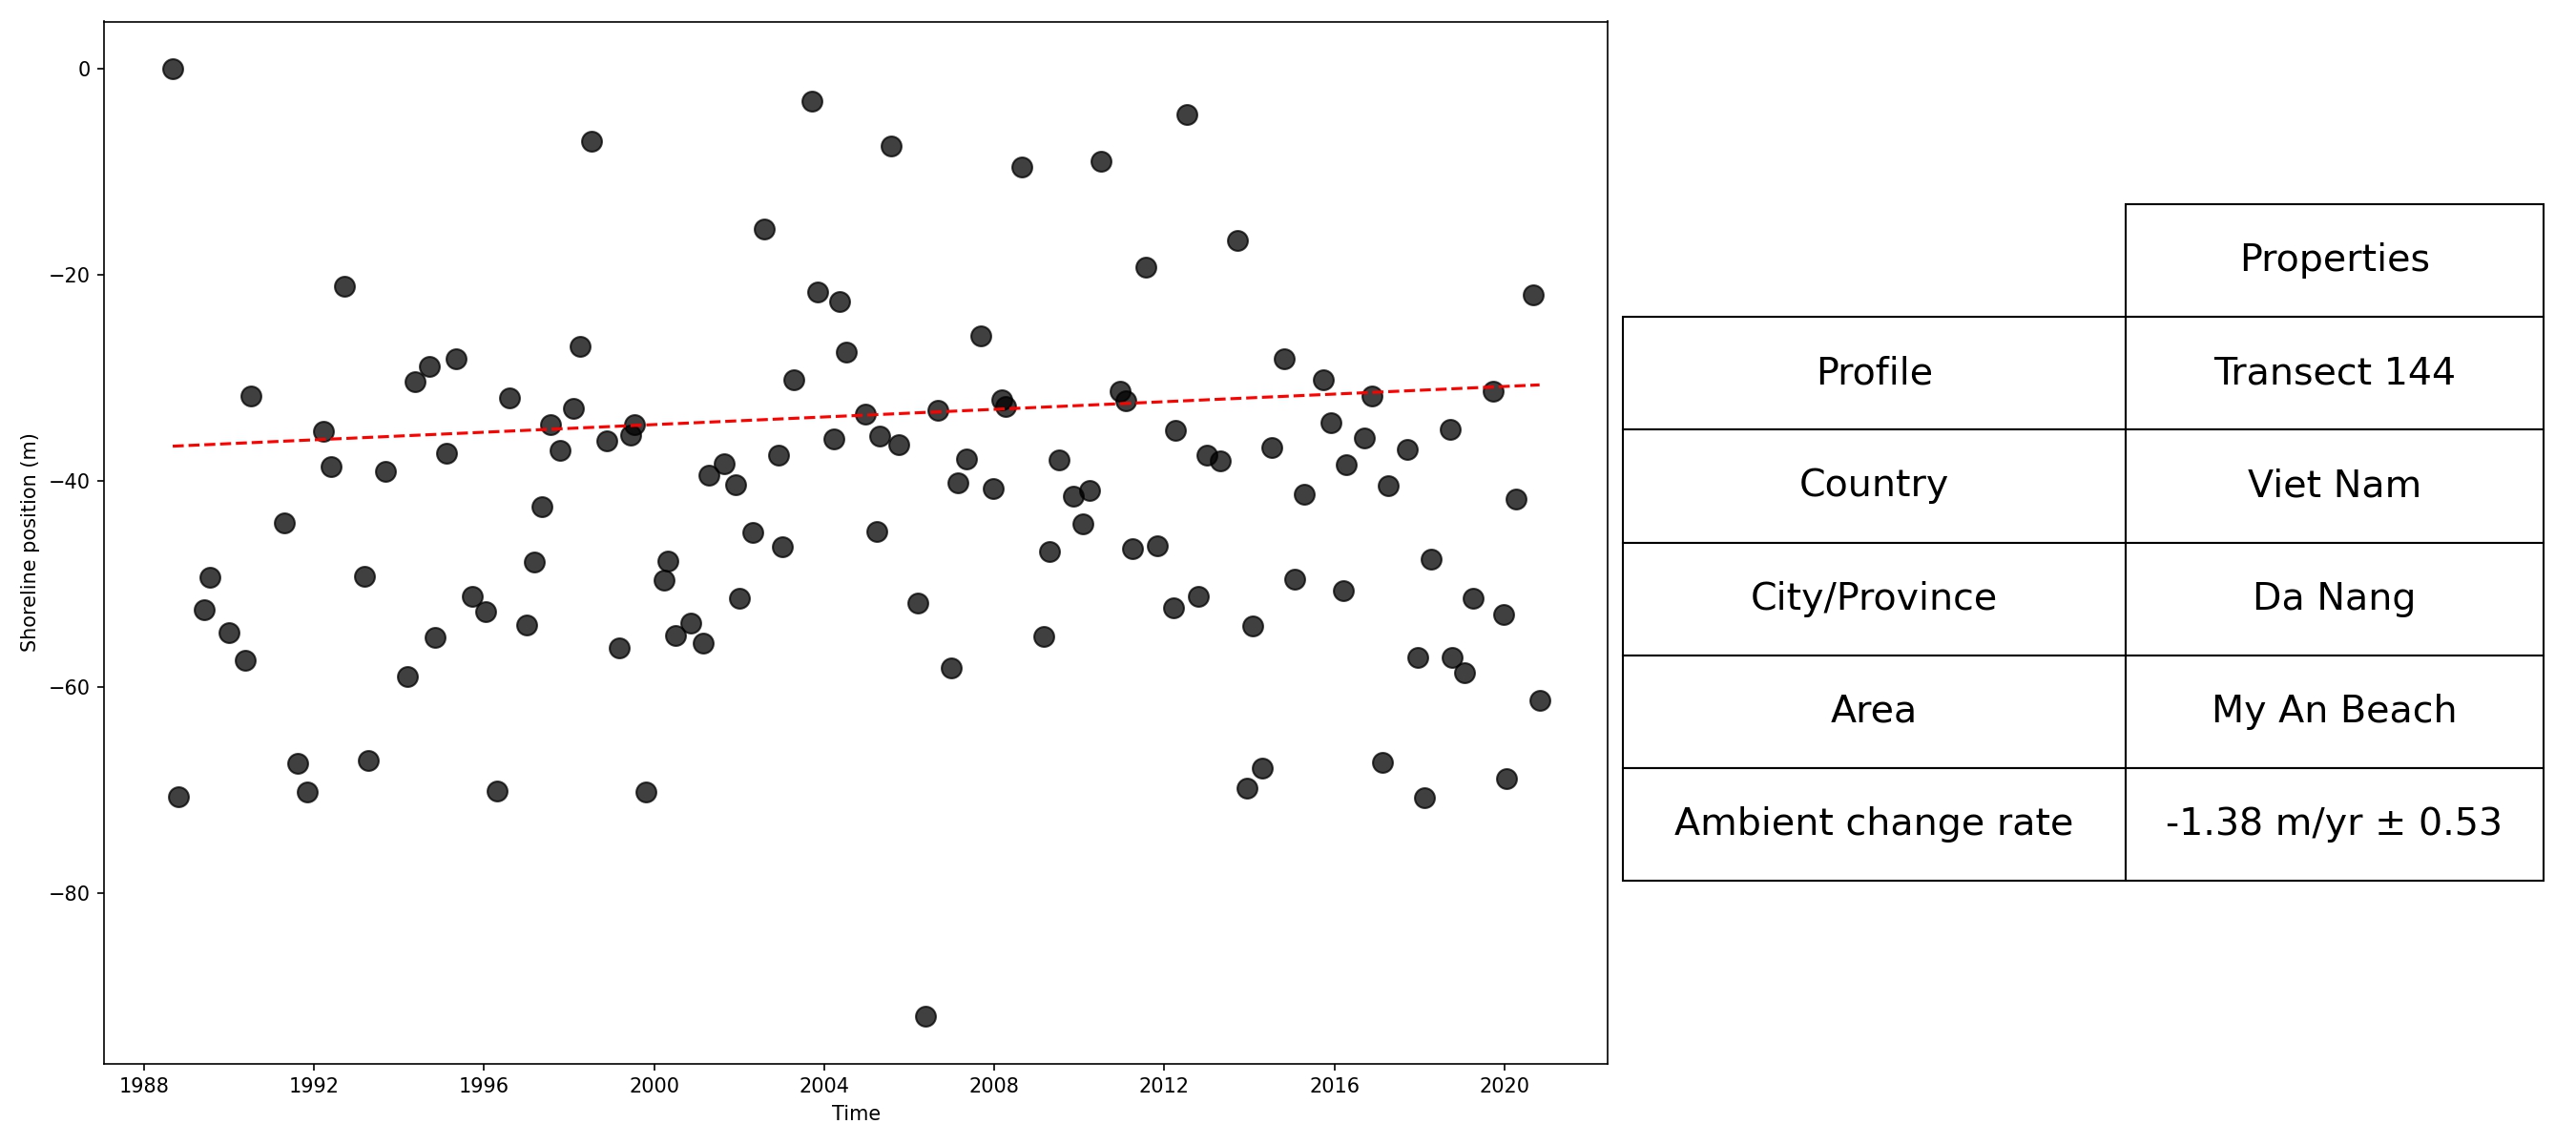 0
−20
−40
−60
−80
Shoreline position (m)
1988 1992 1996 2000 2004 2008 2012 2016 2020
Time
Properties
Profile Transect 144
Country Viet Nam
City/Province Da Nang
Area My An Beach
Ambient change rate -1.38 m/yr ± 0.53